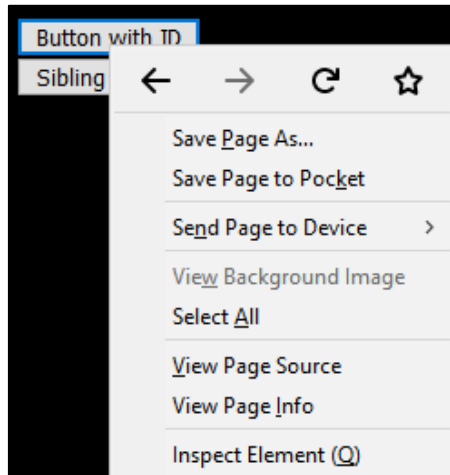 Button with ID
Sibling
Save Page As...
Save Page to Pocket
Send Page to Device
View Background Image
Select All
View Page Source
View Page Info
Inspect Element (Q)